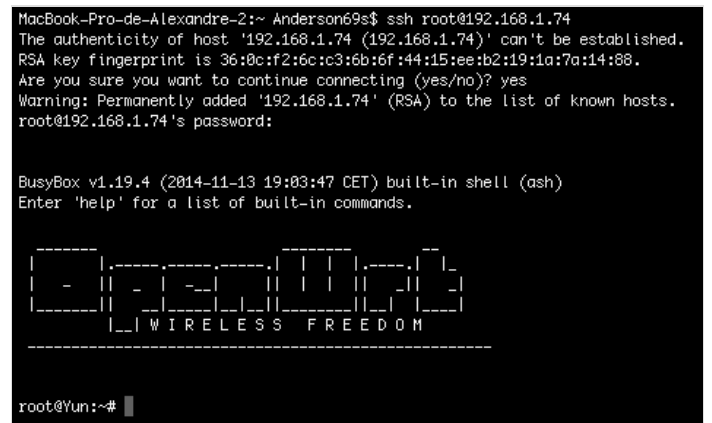 MacBook-Pro-de-Alexandre-2:~ Anderson69s$ ssh root@192.168.1.74
The authenticity of host '192.168.1.74 (192.168.1.74)' can't be established.
RSA key fingerprint is 36:0c:f2:6c:c3:6b:6f:44:15:ee:b2:19:1a:7a:14:88.
Are you sure you want to continue connecting (yes/no)? yes
Warning: Permanently added '192.168.1.74' (RSA) to the list of known hosts.
root@192.168.1.74's password:
BusyBox v1.19.4 (2014-11-13 19:03:47 CET) built-in shell (ash)
Enter 'help' for a list of built-in commands.
OpenWrt
WIRELESS FREEDOM
root@Yun:~#